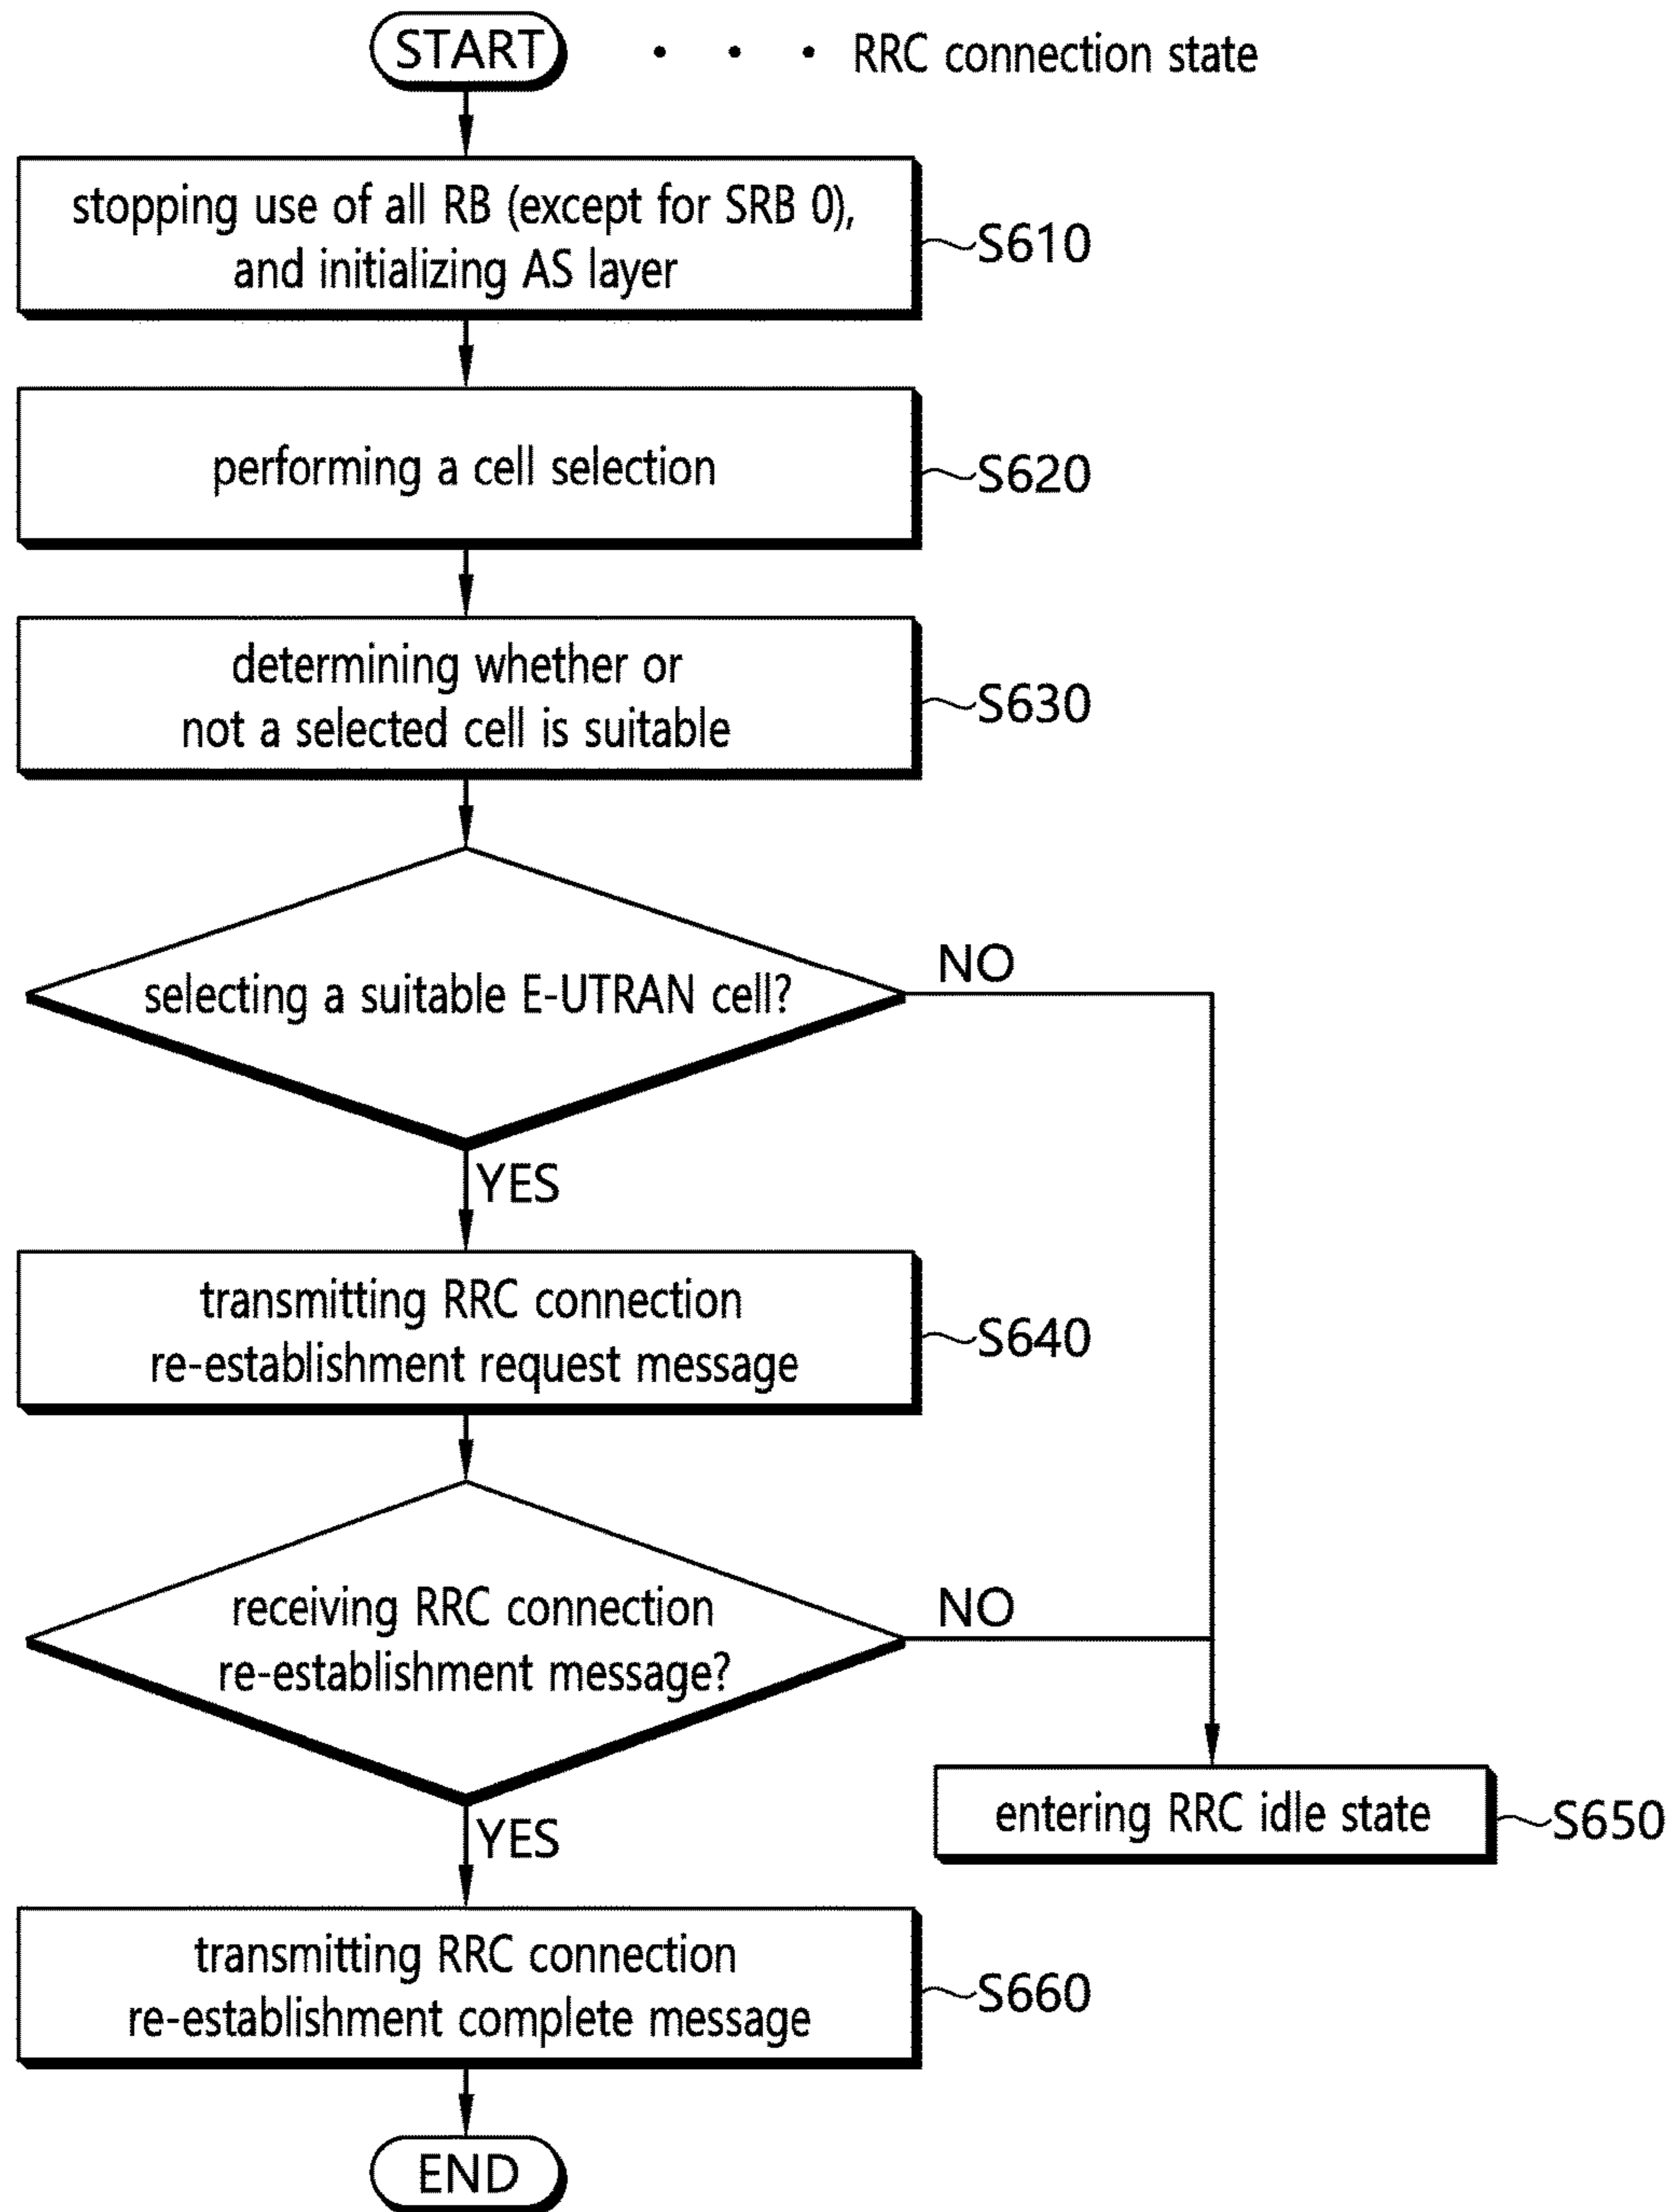 START · · · RRC connection state
stopping use of all RB (except for SRB 0),
and initializing AS layer
S610
performing a cell selection
S620
determining whether or
not a selected cell is suitable
S630
selecting a suitable E-UTRAN cell?
NO
YES
transmitting RRC connection
re-establishment request message
S640
receiving RRC connection
re-establishment message?
NO
YES
entering RRC idle state
S650
transmitting RRC connection
re-establishment complete message
S660
END